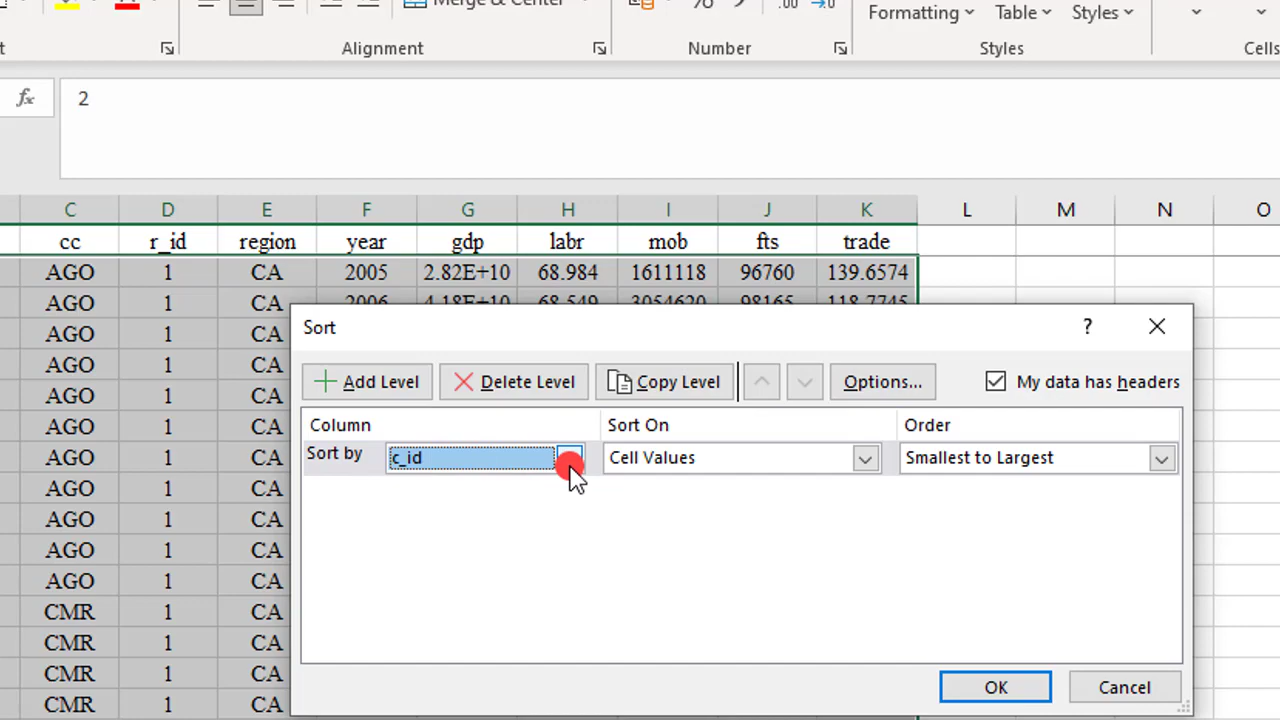 Merge & Center
%
Formatting Table Styles
Alignment Number Styles Cells
fx 2
C D E F G H I J K L M N O
cc r_id region year gdp labr mob fts trade
AGO 1 CA 2005 2.82E+10 68.984 1611118 96760 139.6574
AGO 1 CA 2006 4.18E+10 68.549 3054620 98165 118.7745
AGO 1 CA
AGO 1 CA
AGO 1 CA
AGO 1 CA
AGO 1 CA
AGO 1 CA
AGO 1 CA
AGO 1 CA
AGO 1 CA
CMR 1 CA
CMR 1 CA
CMR 1 CA
CMR 1 CA
Sort ?
Add Level Delete Level Copy Level Options... My data has headers
Column Sort On Order
Sort by c_id Cell Values Smallest to Largest
OK Cancel